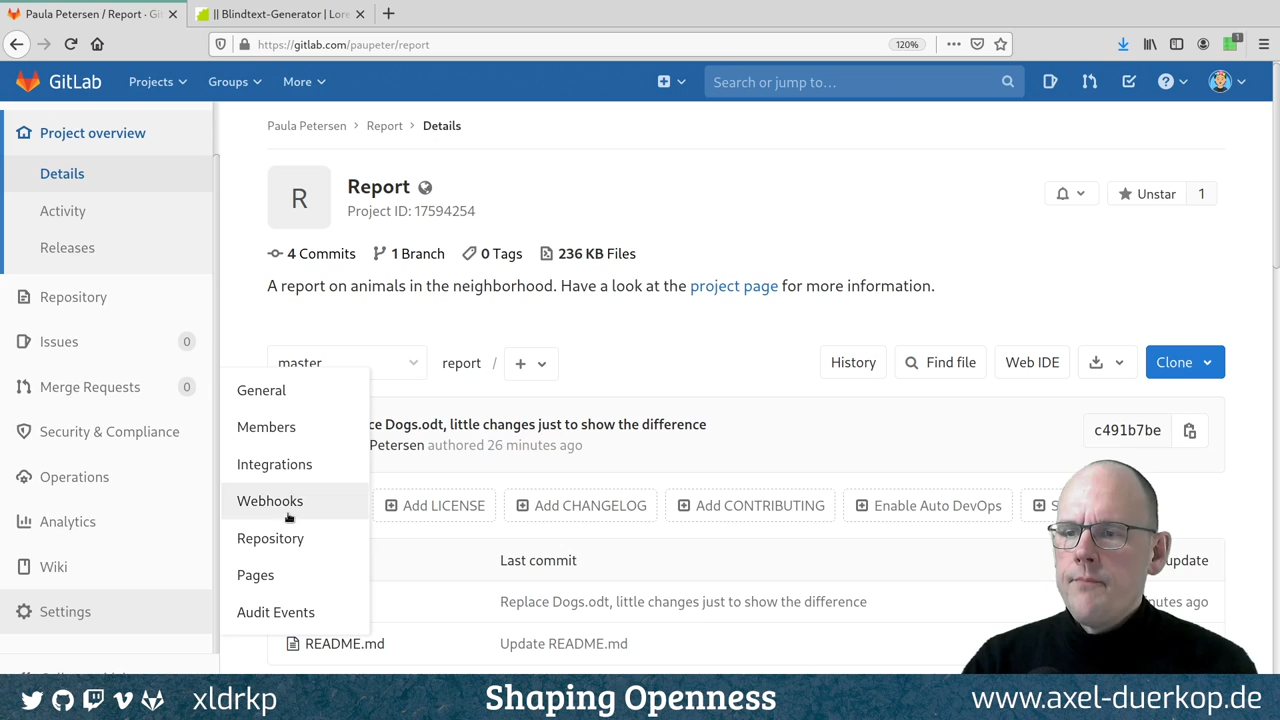 Paula Petersen / Report · Git
|| Blindtext-Generator | Lore
https://gitlab.com/paupeter/report
120%
1
GitLab
Projects
Groups
More
Search or jump to...
Project overview
Details
Activity
Releases
Repository
Issues 0
Merge Requests 0
Security & Compliance
Operations
Analytics
Wiki
Settings
General
Members
Integrations
Webhooks
Repository
Pages
Audit Events
Paula Petersen > Report > Details
R
Report
Project ID: 17594254
Unstar 1
4 Commits 1 Branch 0 Tags 236 KB Files
A report on animals in the neighborhood. Have a look at the project page for more information.
master
report / +
History
Find file
Web IDE
Clone
ce Dogs.odt, little changes just to show the difference
Petersen authored 26 minutes ago
c491b7be
Add LICENSE
Add CHANGELOG
Add CONTRIBUTING
Enable Auto DevOps
Last commit
update
Replace Dogs.odt, little changes just to show the difference
utes ago
README.md
Update README.md
xldrkp
Shaping Openness
www.axel-duerkop.de